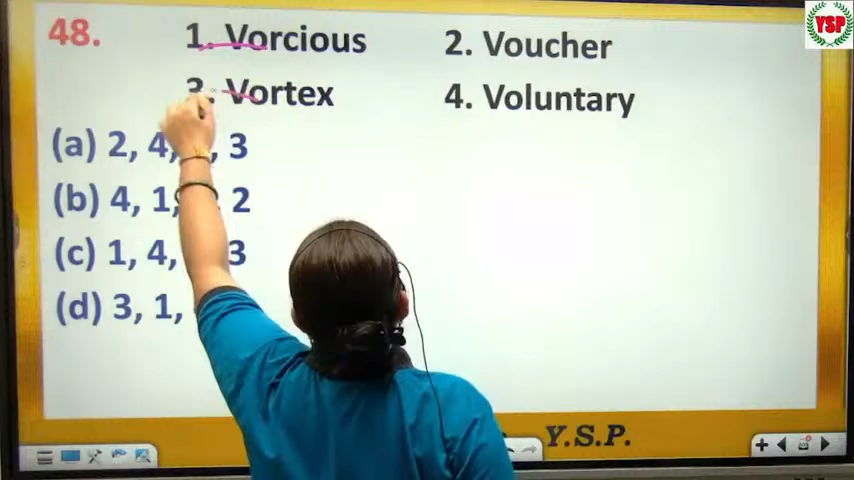 YSP
48. 1. Vorcious 2. Voucher
3. Vortex 4. Voluntary
(a) 2, 4, 3
(b) 4, 1, 2
(c) 1, 4, 3
(d) 3, 1,
Y.S.P.